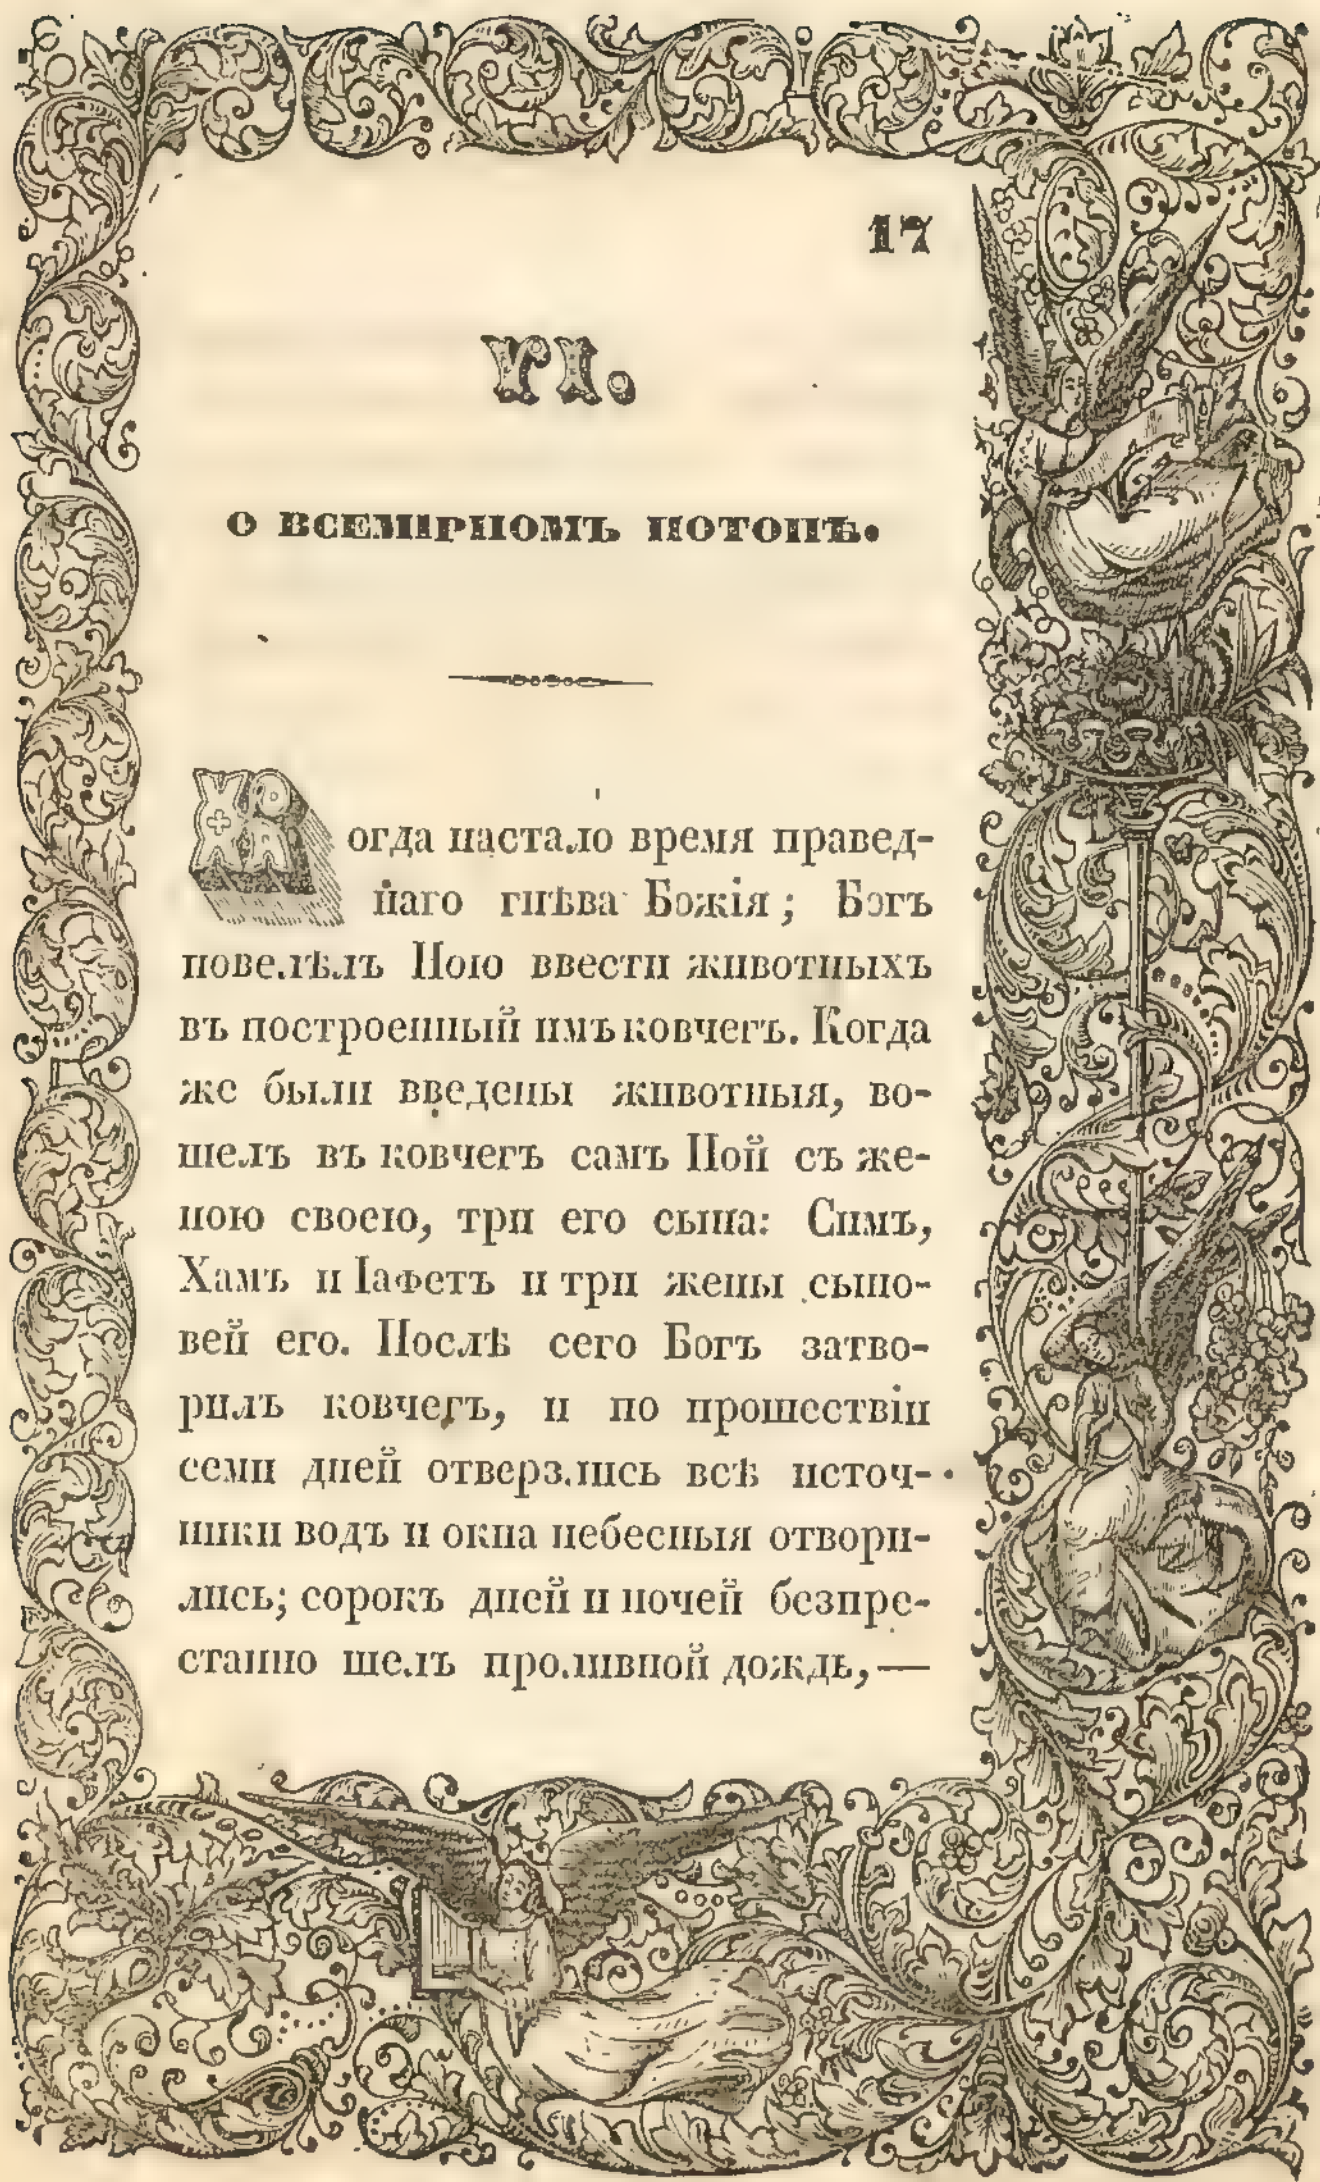 17
VI.
О ВСЕМІРНОМЪ ПОТОПѢ.
Когда настало время правед-
наго гнѣва Божія; Богъ
повелѣлъ Ною ввести животныхъ
въ построенный имъ ковчегъ. Когда
же были введены животныя, во-
шелъ въ ковчегъ самъ Ной съ же-
ною своею, три его сына: Симъ,
Хамъ и Іафетъ и три жены сыно-
вей его. Послѣ сего Богъ затво-
рилъ ковчегъ, и по прошествіи
семи дней отверзлись всѣ источ-
ники водъ и окна небесныя отвори-
лись; сорокъ дней и ночей безпре-
станно шелъ проливной дождь,—